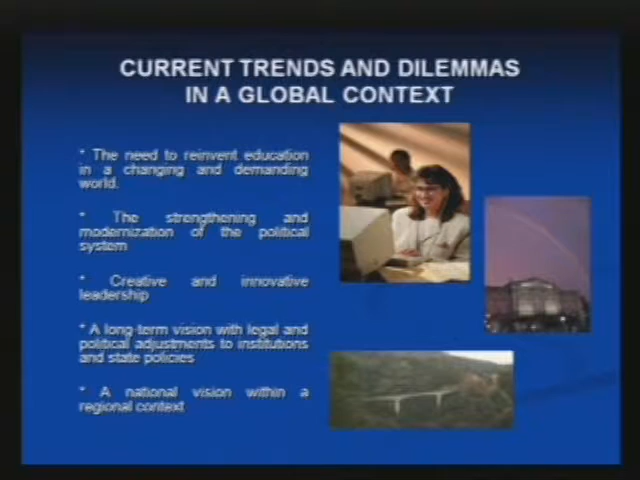 CURRENT TRENDS AND DILEMMAS
IN A GLOBAL CONTEXT
* The need to reinvent education
in a changing and demanding
world.
* The strengthening and
modernization of the political
system
* Creative and innovative
leadership
* A long-term vision with legal and
political adjustments to institutions
and state policies
* A national vision within a
regional context